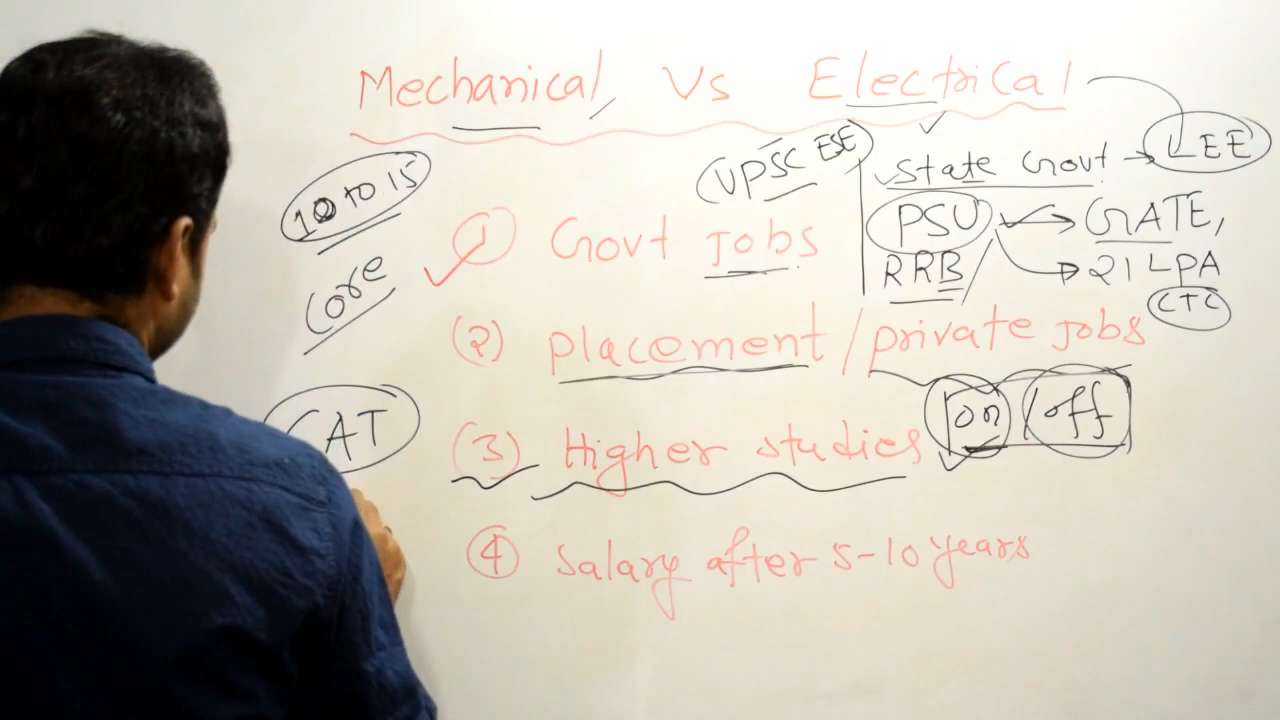 Mechanical Vs Electrical
UPSC ESE
State Govt → LEE
10 to 15
① Govt Jobs
PSU → GATE,
RRB → 21 LPA
CTC
Core
(2) placement / private jobs
on / off
CAT
(3) Higher studies
④ Salary after 5-10 years